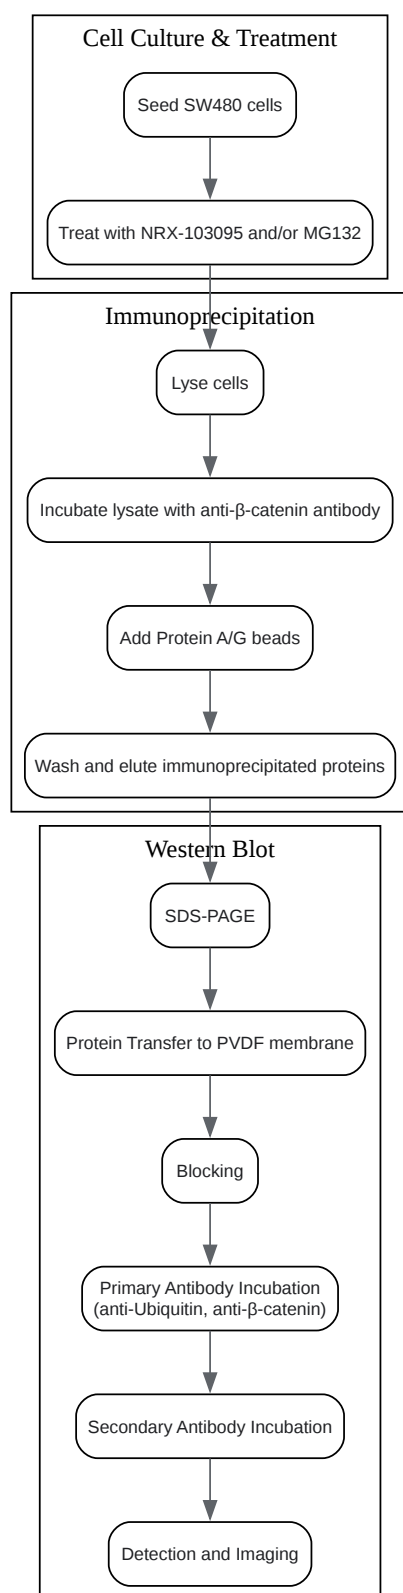 Cell Culture & Treatment
Seed SW480 cells
Treat with NRX-103095 and/or MG132
Immunoprecipitation
Lyse cells
Incubate lysate with anti-β-catenin antibody
Add Protein A/G beads
Wash and elute immunoprecipitated proteins
Western Blot
SDS-PAGE
Protein Transfer to PVDF membrane
Blocking
Primary Antibody Incubation
(anti-Ubiquitin, anti-β-catenin)
Secondary Antibody Incubation
Detection and Imaging